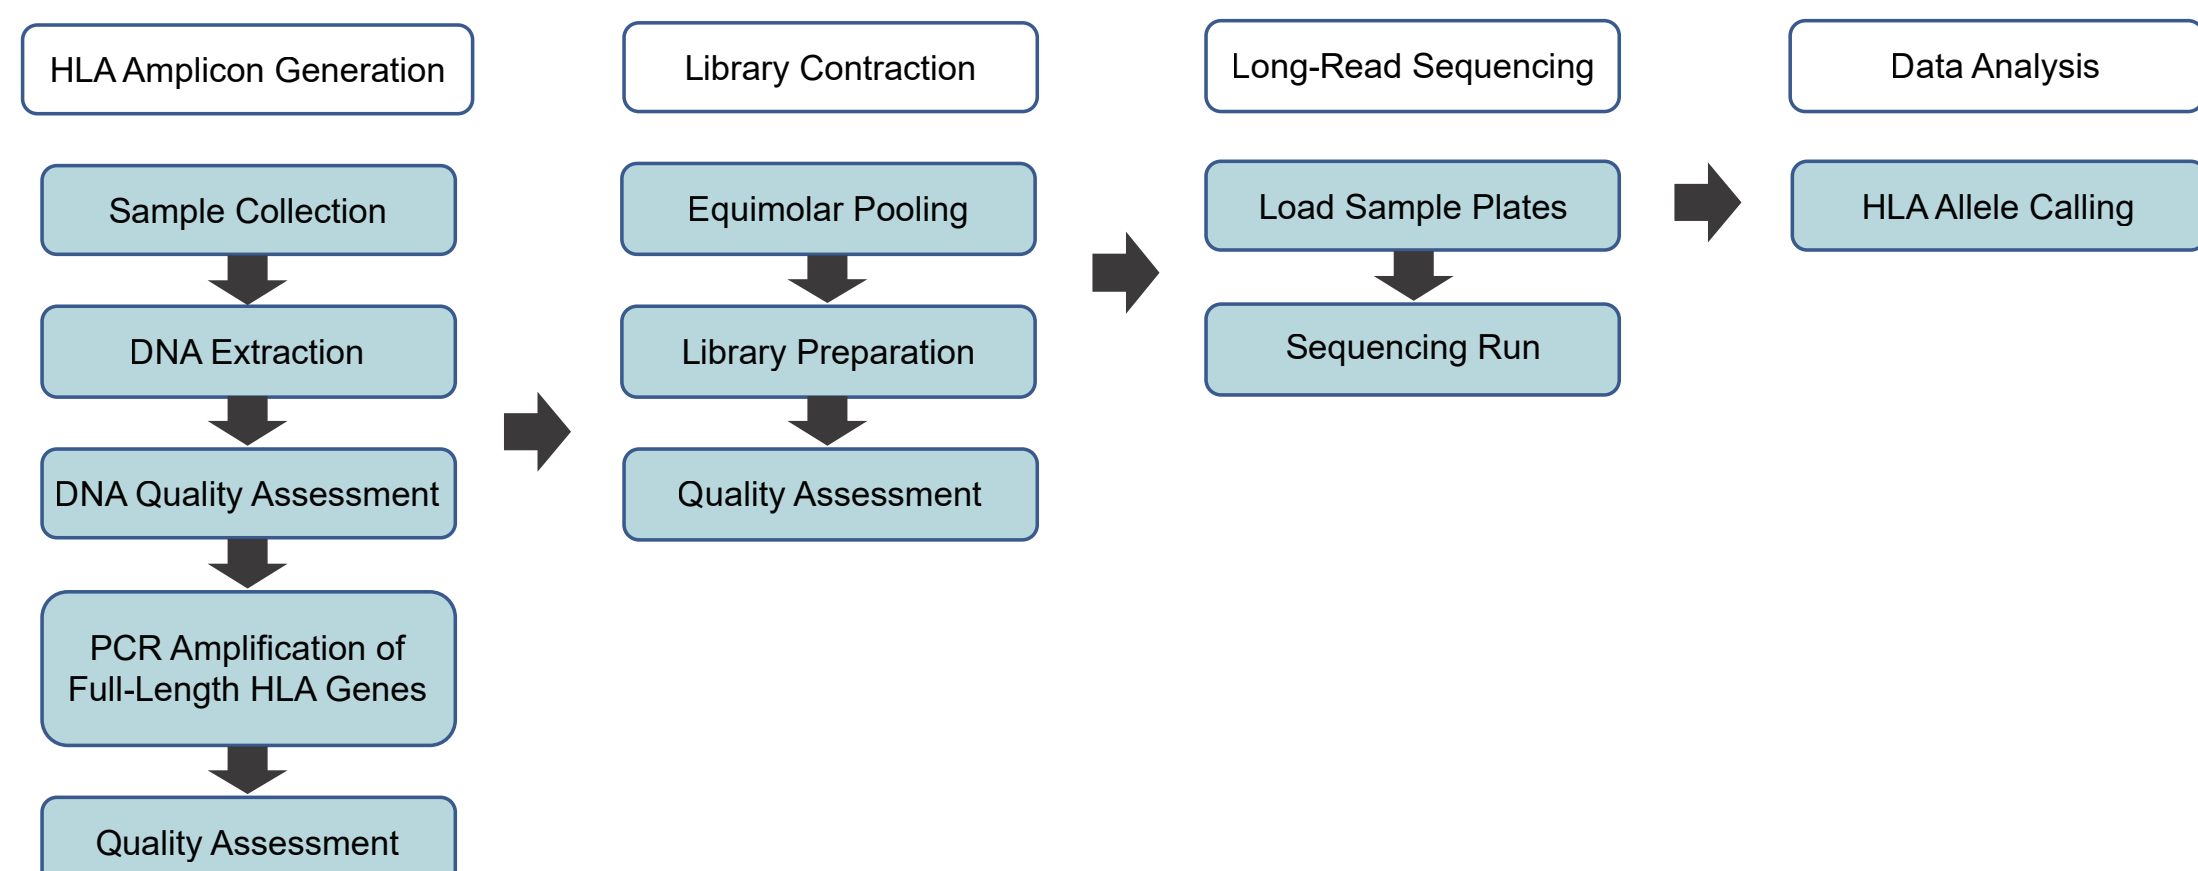 HLA Amplicon Generation
Sample Collection
DNA Extraction
DNA Quality Assessment
PCR Amplification of
Full-Length HLA Genes
Quality Assessment
Library Contraction
Equimolar Pooling
Library Preparation
Quality Assessment
Long-Read Sequencing
Load Sample Plates
Sequencing Run
Data Analysis
HLA Allele Calling